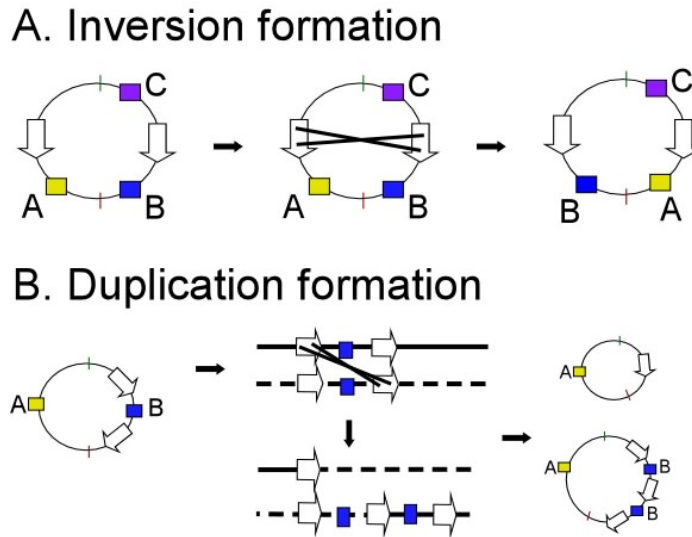 A. Inversion formation
C C C
A B A B B A
B. Duplication formation
A B A
A B
B